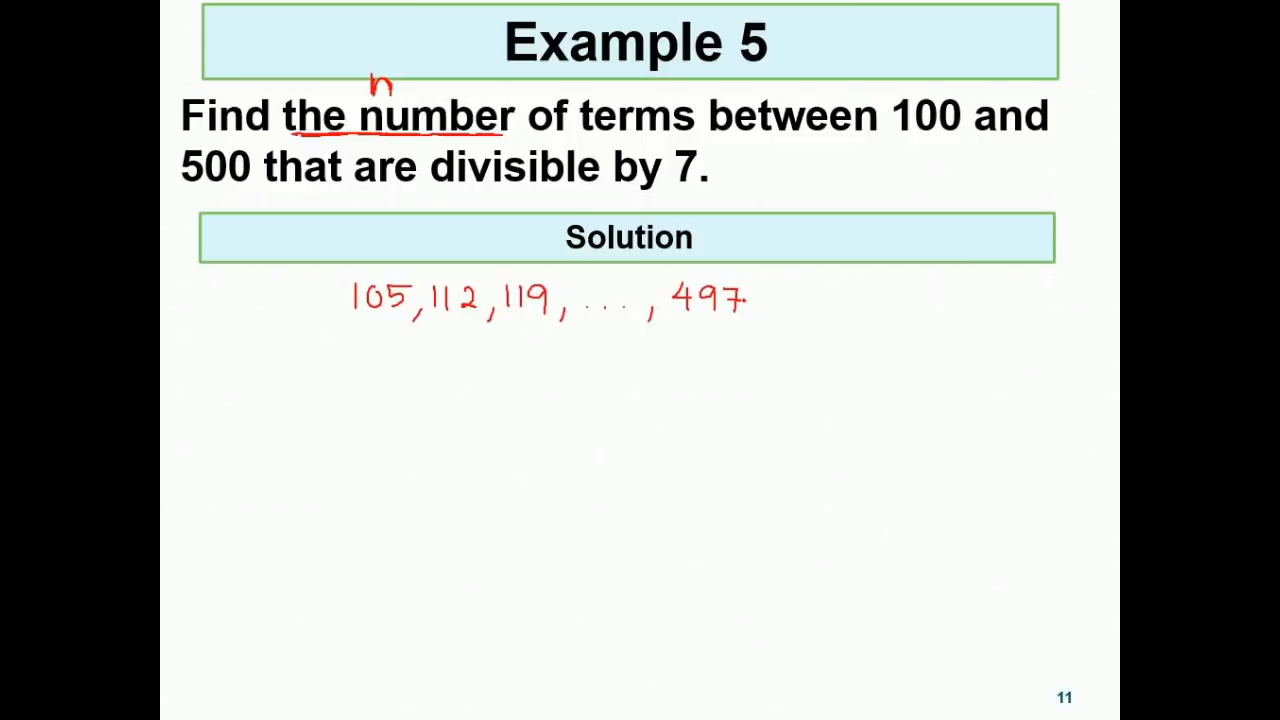 Example 5
n
Find the number of terms between 100 and
500 that are divisible by 7.
Solution
105, 112, 119, ..., 497.
11